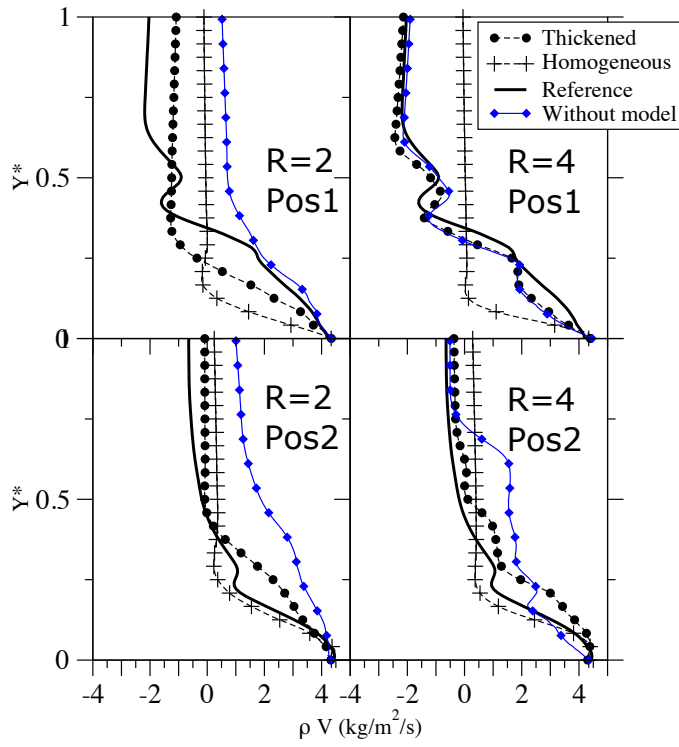 1
Y*
0.5
0
R=2
Pos1
R=4
Pos1
Thickened
Homogeneous
Reference
Without model
Y*
0.5
0
R=2
Pos2
R=4
Pos2
-4 -2 0 2 4 -2 0 2 4
ρ V (kg/m²/s)